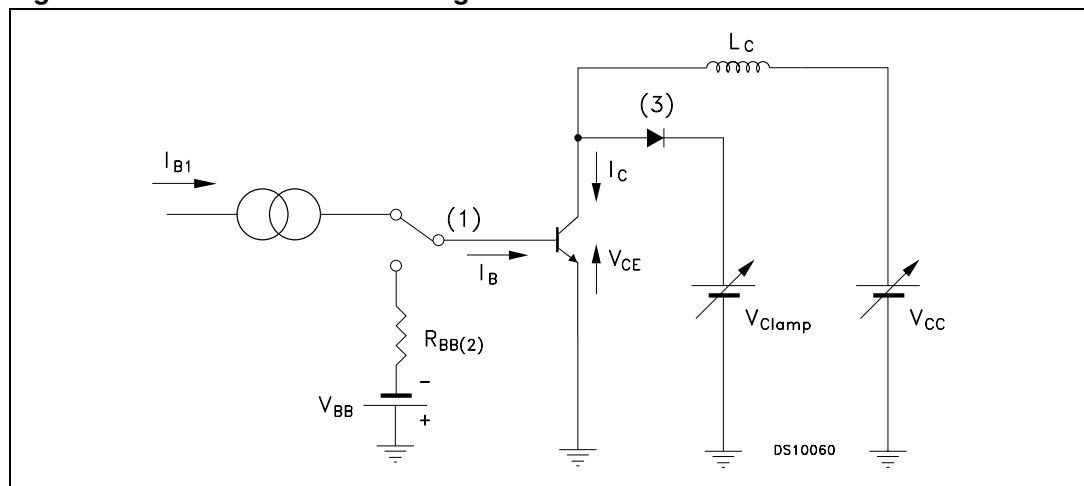 L C
(3)
I B1
I C
(1)
I B
V CE
V Clamp
V CC
R BB(2)
-
V BB
+
DS10060